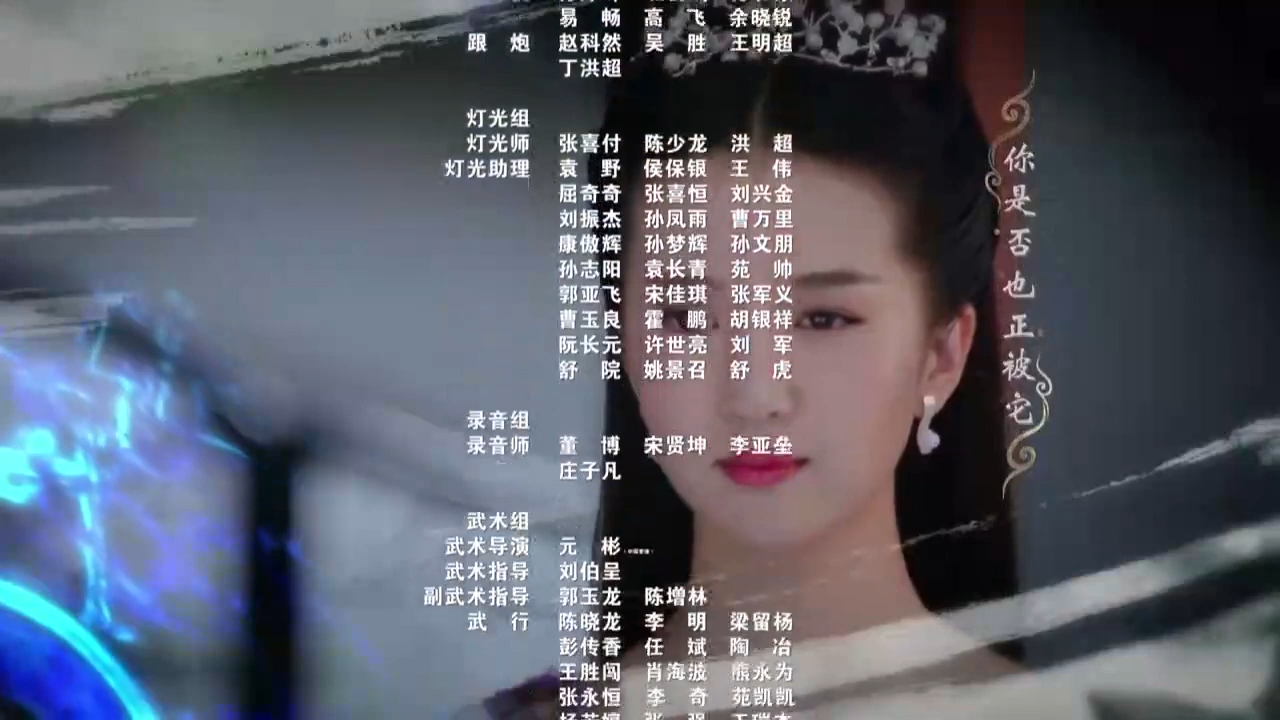 易 畅 高 飞 余晓锐
跟 炮 赵科然 吴 胜 王明超
丁洪超
灯光组
灯光师 张喜付 陈少龙 洪 超
灯光助理 袁 野 侯保银 王 伟
屈奇奇 张喜恒 刘兴金
刘振杰 孙凤雨 曹万里
康傲辉 孙梦辉 孙文朋
孙志阳 袁长青 苑 帅
郭亚飞 宋佳琪 张军义
曹玉良 霍 鹏 胡银祥
阮长元 许世亮 刘 军
舒 院 姚景召 舒 虎
录音组
录音师 董 博 宋贤坤 李亚垒
庄子凡
武术组
武术导演 元 彬
武术指导 刘伯呈
副武术指导 郭玉龙 陈增林
武 行 陈晓龙 李 明 梁留杨
彭传香 任 斌 陶 冶
王胜闯 肖海波 熊永为
张永恒 李 奇 苑凯凯
你是否也正被它